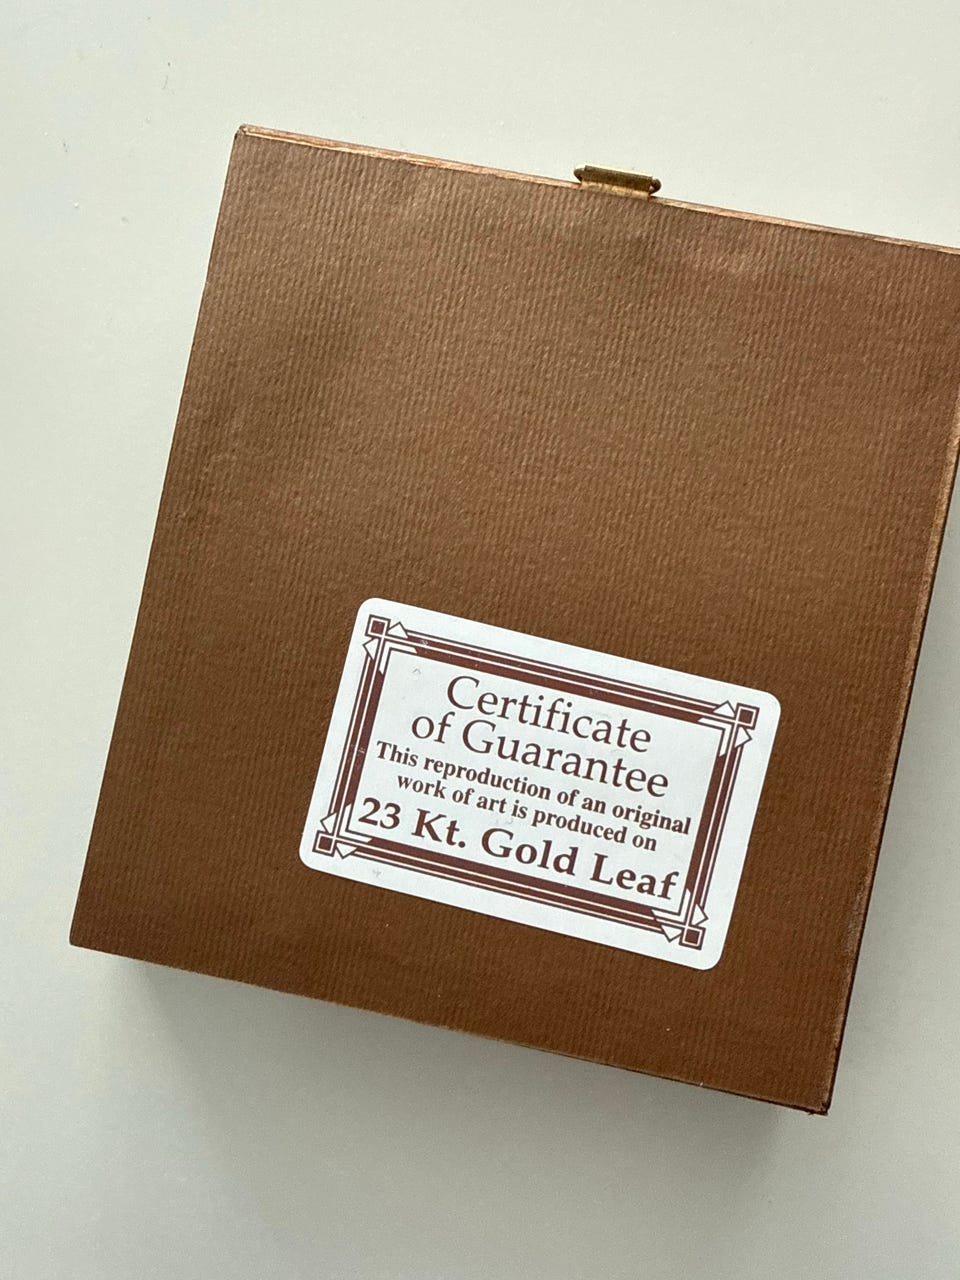 Certificate
of Guarantee
This reproduction of an original
work of art is produced on
23 Kt. Gold Leaf